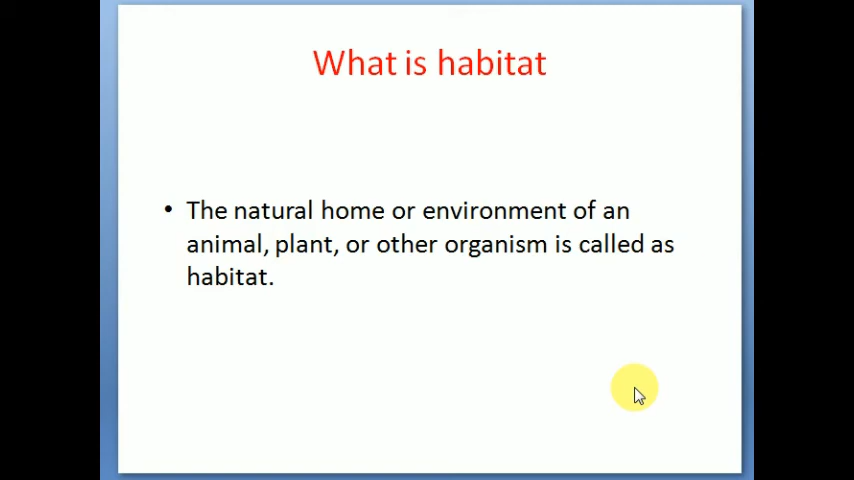 What is habitat
• The natural home or environment of an
animal, plant, or other organism is called as
habitat.